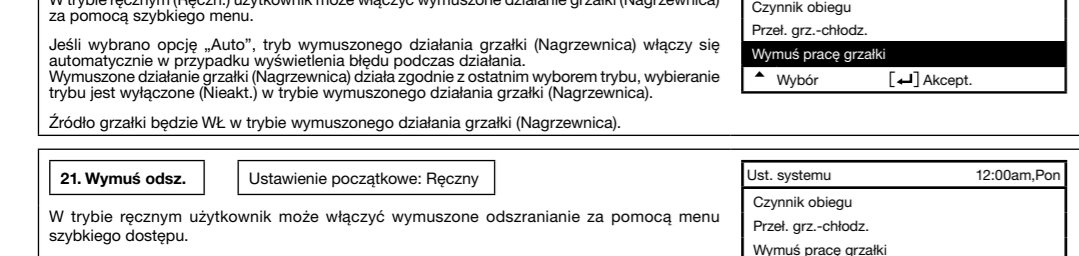 W trybie ręcznym (Ręczn.) użytkownik może włączyć wymuszone działanie grzałki (Nagrzewnica)
za pomocą szybkiego menu.
Jeśli wybrano opcję „Auto”, tryb wymuszonego działania grzałki (Nagrzewnica) włączy się
automatycznie w przypadku wyświetlenia błędu podczas działania.
Wymuszone działanie grzałki (Nagrzewnica) działa zgodnie z ostatnim wyborem trybu, wybieranie
trybu jest wyłączone (Nieakt.) w trybie wymuszonego działania grzałki (Nagrzewnica).
Źródło grzałki będzie WŁ w trybie wymuszonego działania grzałki (Nagrzewnica).
Czynnik obiegu
Przeł. grz.-chłodz.
Wymuś pracę grzałki
Wybór [↵] Akcept.
21. Wymuś odsz.
Ustawienie początkowe: Ręczny
W trybie ręcznym użytkownik może włączyć wymuszone odszranianie za pomocą menu
szybkiego dostępu.
Ust. systemu 12:00am,Pon
Czynnik obiegu
Przeł. grz.-chłodz.
Wymuś pracę grzałki